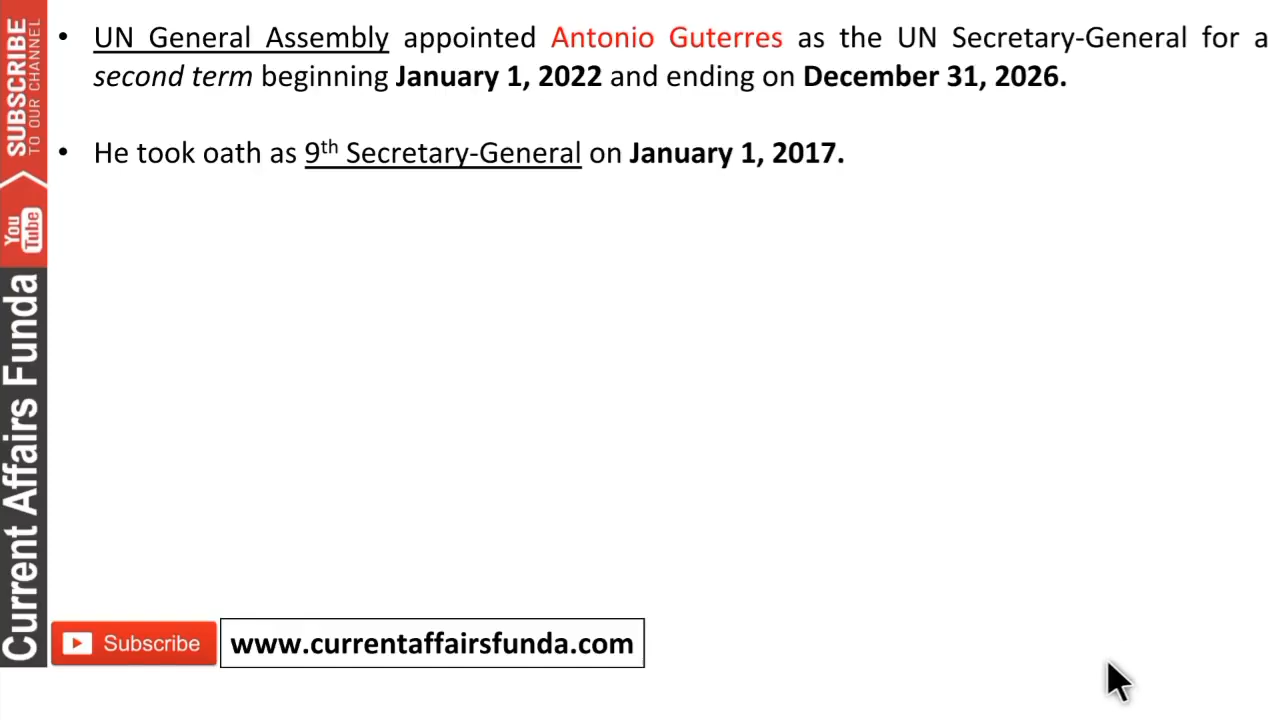 • UN General Assembly appointed Antonio Guterres as the UN Secretary-General for a
second term beginning January 1, 2022 and ending on December 31, 2026.
• He took oath as 9th Secretary-General on January 1, 2017.
SUBSCRIBE
TO OUR CHANNEL
You
Tube
Current Affairs Funda
Subscribe
www.currentaffairsfunda.com